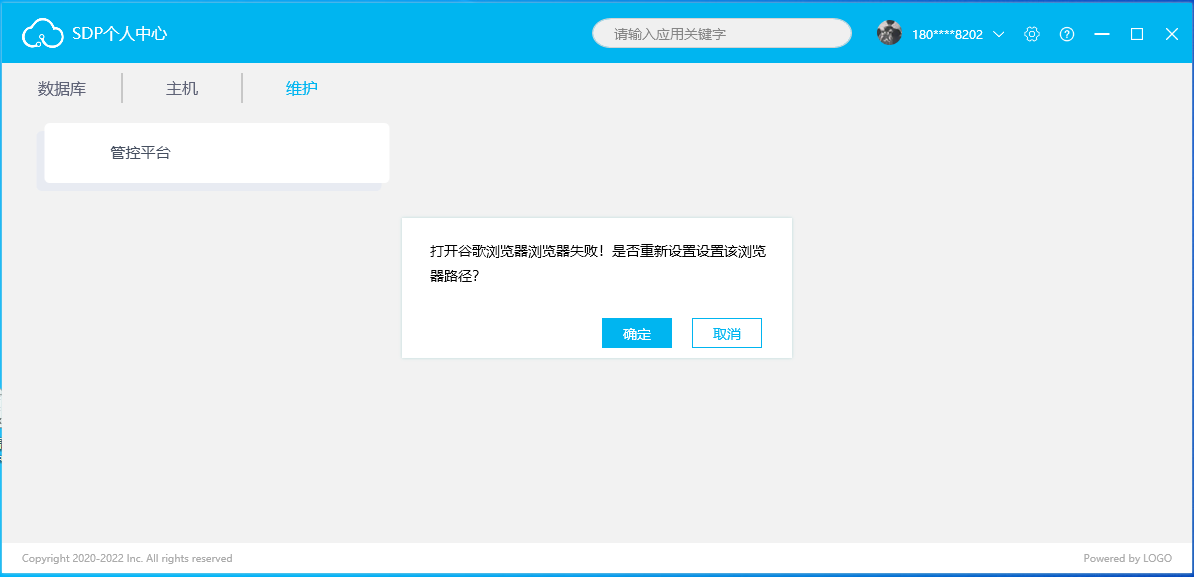 SDP个人中心
请输入应用关键字
180****8202
数据库
主机
维护
管控平台
打开谷歌浏览器浏览器失败！是否重新设置设置该浏览
器路径？
确定
取消
Copyright 2020-2022 Inc. All rights reserved
Powered by LOGO